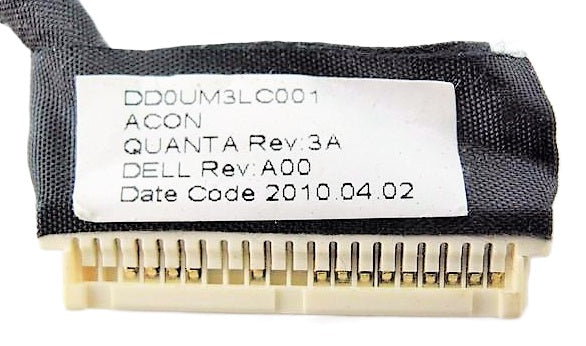 DD0UM3LC001
ACON
QUANTA Rev:3A
DELL Rev:A00
Date Code 2010.04.02